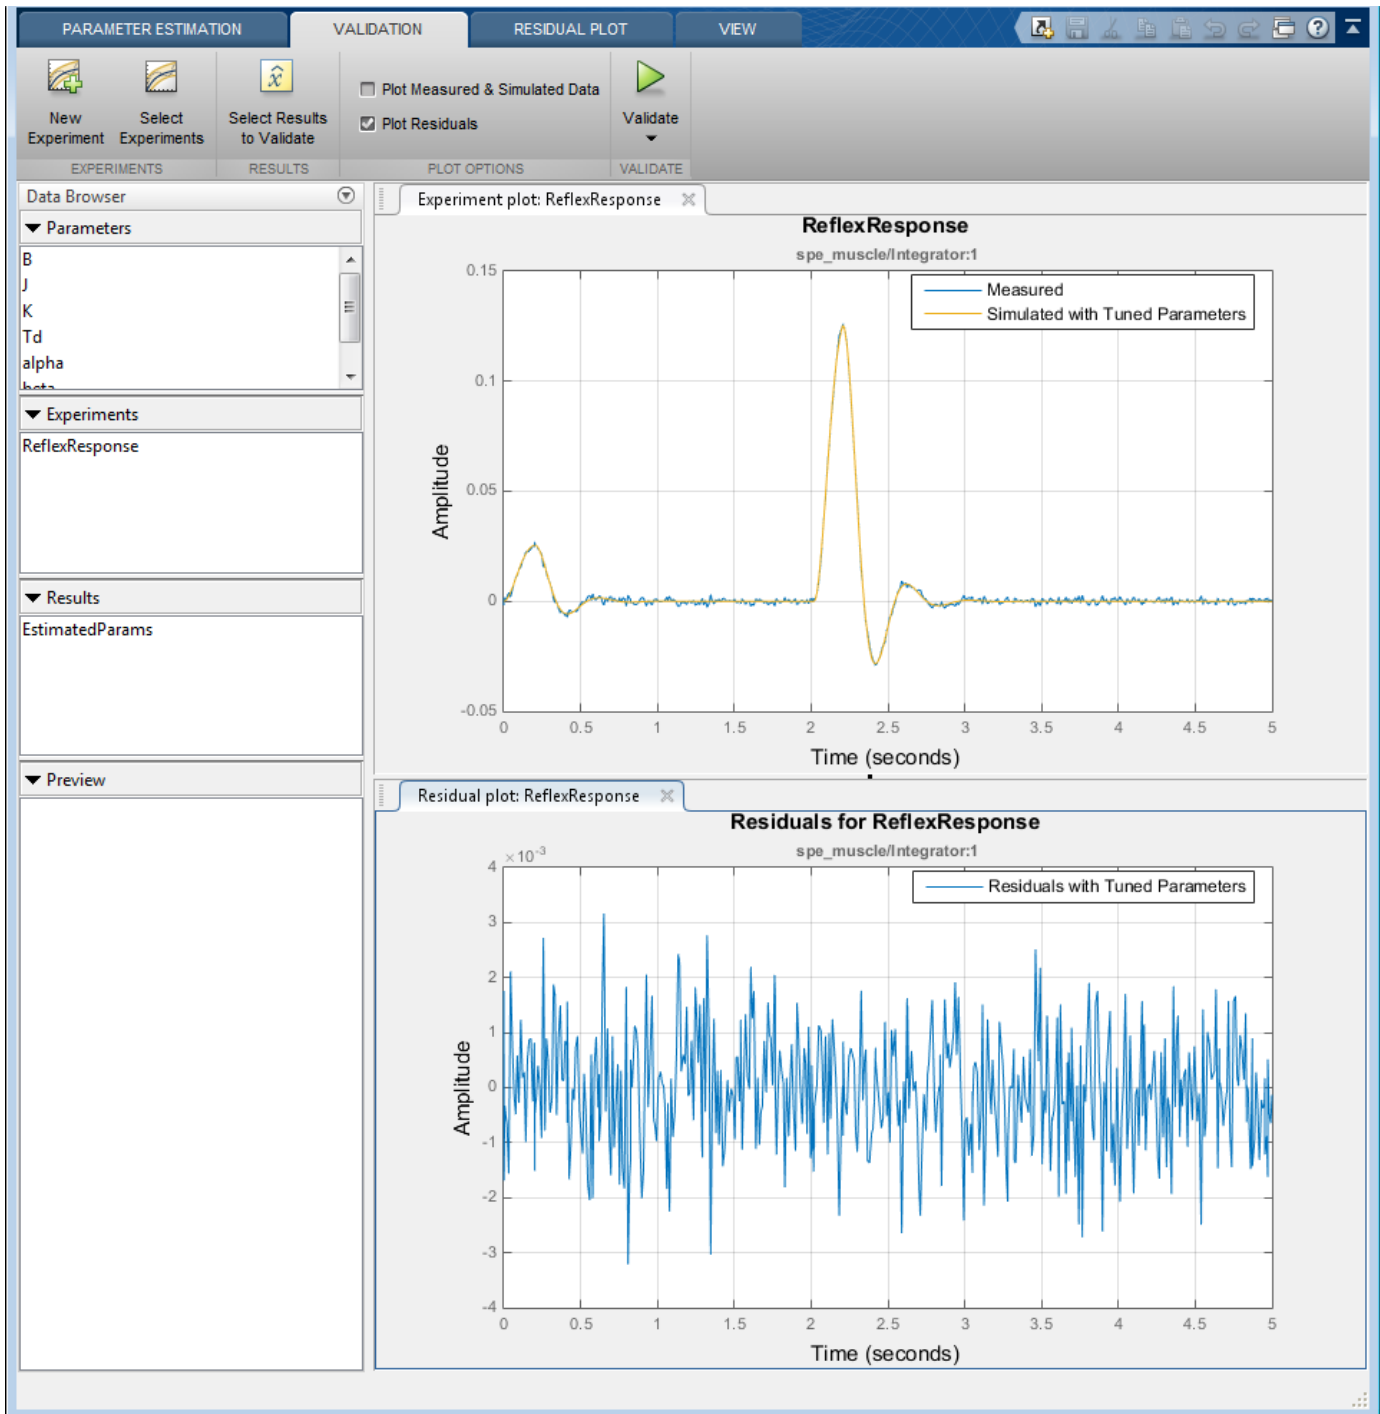 PARAMETER ESTIMATION
VALIDATION
RESIDUAL PLOT
VIEW
New Experiment
Select Experiments
Select Results to Validate
Plot Measured & Simulated Data
Plot Residuals
Validate
EXPERIMENTS
RESULTS
PLOT OPTIONS
VALIDATE
Data Browser
Parameters
B
J
K
Td
alpha
beta
Experiments
ReflexResponse
Results
EstimatedParams
Preview
Experiment plot: ReflexResponse
ReflexResponse
spe_muscle/Integrator:1
Measured
Simulated with Tuned Parameters
0.15
0.1
0.05
0
-0.05
Amplitude
0 0.5 1 1.5 2 2.5 3 3.5 4 4.5 5
Time (seconds)
Residual plot: ReflexResponse
Residuals for ReflexResponse
spe_muscle/Integrator:1
×10-3
Residuals with Tuned Parameters
4
3
2
1
0
-1
-2
-3
-4
Amplitude
0 0.5 1 1.5 2 2.5 3 3.5 4 4.5 5
Time (seconds)